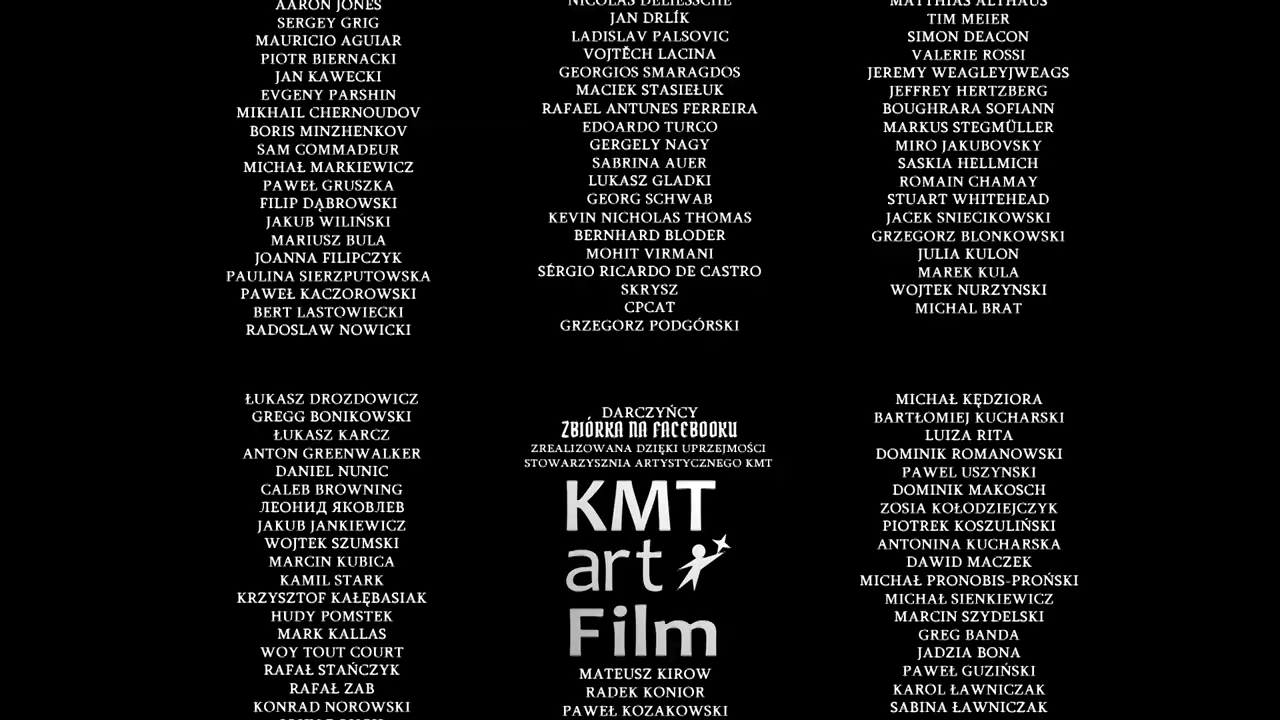 AARON JONES
SERGEY GRIG
MAURICIO AGUIAR
PIOTR BIERNACKI
JAN KAWECKI
EVGENY PARSHIN
MIKHAIL CHERNOUDOV
BORIS MINZHENKOV
SAM COMMADEUR
MICHAŁ MARKIEWICZ
PAWEŁ GRUSZKA
FILIP DĄBROWSKI
JAKUB WILIŃSKI
MARIUSZ BULA
JOANNA FILIPCZYK
PAULINA SIERZPUTOWSKA
PAWEŁ KACZOROWSKI
BERT LASTOWIECKI
RADOSLAW NOWICKI
NICOLAS DELIESSCHE
JAN DRLÍK
LADISLAV PALSOVIC
VOJTĚCH LACINA
GEORGIOS SMARAGDOS
MACIEK STASIEŁUK
RAFAEL ANTUNES FERREIRA
EDOARDO TURCO
GERGELY NAGY
SABRINA AUER
LUKASZ GLADKI
GEORG SCHWAB
KEVIN NICHOLAS THOMAS
BERNHARD BLODER
MOHIT VIRMANI
SÉRGIO RICARDO DE CASTRO
SKRYSZ
CPCAT
GRZEGORZ PODGÓRSKI
MATTHIAS ALTHAUS
TIM MEIER
SIMON DEACON
VALERIE ROSSI
JEREMY WEAGLEYJWEAGS
JEFFREY HERTZBERG
BOUGHRARA SOFIANN
MARKUS STEGMÜLLER
MIRO JAKUBOVSKY
SASKIA HELLMICH
ROMAIN CHAMAY
STUART WHITEHEAD
JACEK SNIECIKOWSKI
GRZEGORZ BLONKOWSKI
JULIA KULON
MAREK KULA
WOJTEK NURZYNSKI
MICHAL BRAT
ŁUKASZ DROZDOWICZ
GREGG BONIKOWSKI
ŁUKASZ KARCZ
ANTON GREENWALKER
DANIEL NUNIC
CALEB BROWNING
ЛЕОНИД ЯКОВЛЕВ
JAKUB JANKIEWICZ
WOJTEK SZUMSKI
MARCIN KUBICA
KAMIL STARK
KRZYSZTOF KAŁĘBASIAK
HUDY POMSTEK
MARK KALLAS
WOY TOUT COURT
RAFAŁ STAŃCZYK
RAFAŁ ZAB
KONRAD NOROWSKI
DARCZYŃCY
ZBIÓRKA NA FACEBOOKU
ZREALIZOWANA DZIĘKI UPRZEJMOŚCI
STOWARZYSZNIA ARTYSTYCZNEGO KMT
KMT
art
Film
MATEUSZ KIROW
RADEK KONIOR
PAWEŁ KOZAKOWSKI
MICHAŁ KĘDZIORA
BARTŁOMIEJ KUCHARSKI
LUIZA RITA
DOMINIK ROMANOWSKI
PAWEL USZYNSKI
DOMINIK MAKOSCH
ZOSIA KOŁODZIEJCZYK
PIOTREK KOSZULIŃSKI
ANTONINA KUCHARSKA
DAWID MACZEK
MICHAŁ PRONOBIS-PROŃSKI
MICHAŁ SIENKIEWICZ
MARCIN SZYDELSKI
GREG BANDA
JADZIA BONA
PAWEŁ GUZIŃSKI
KAROL ŁAWNICZAK
SABINA ŁAWNICZAK